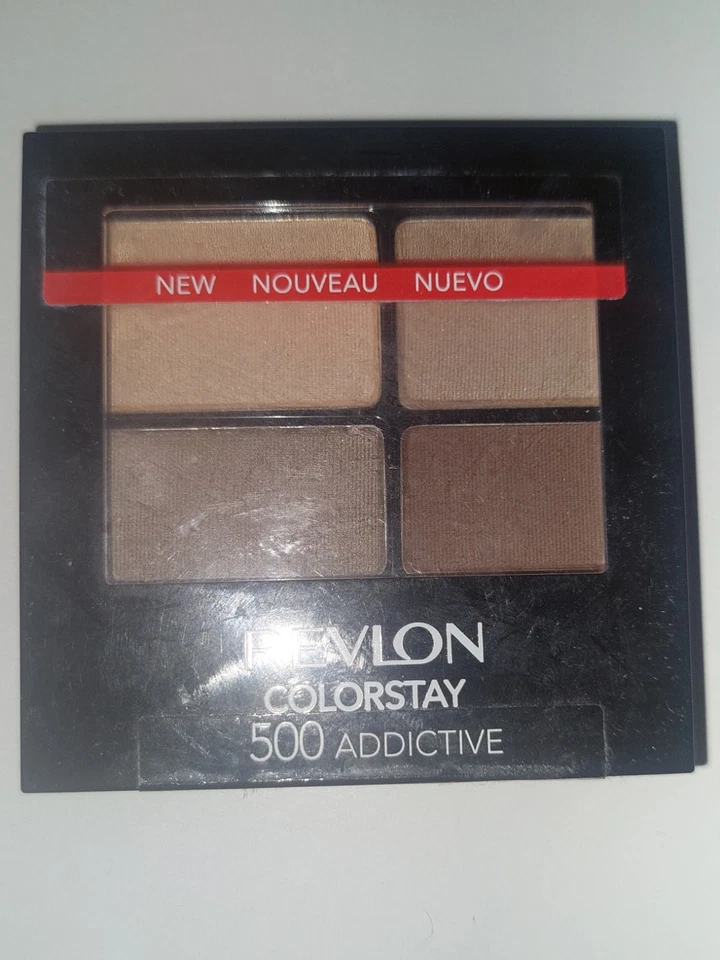 NEW NOUVEAU NUEVO
REVLON
COLORSTAY
500 ADDICTIVE